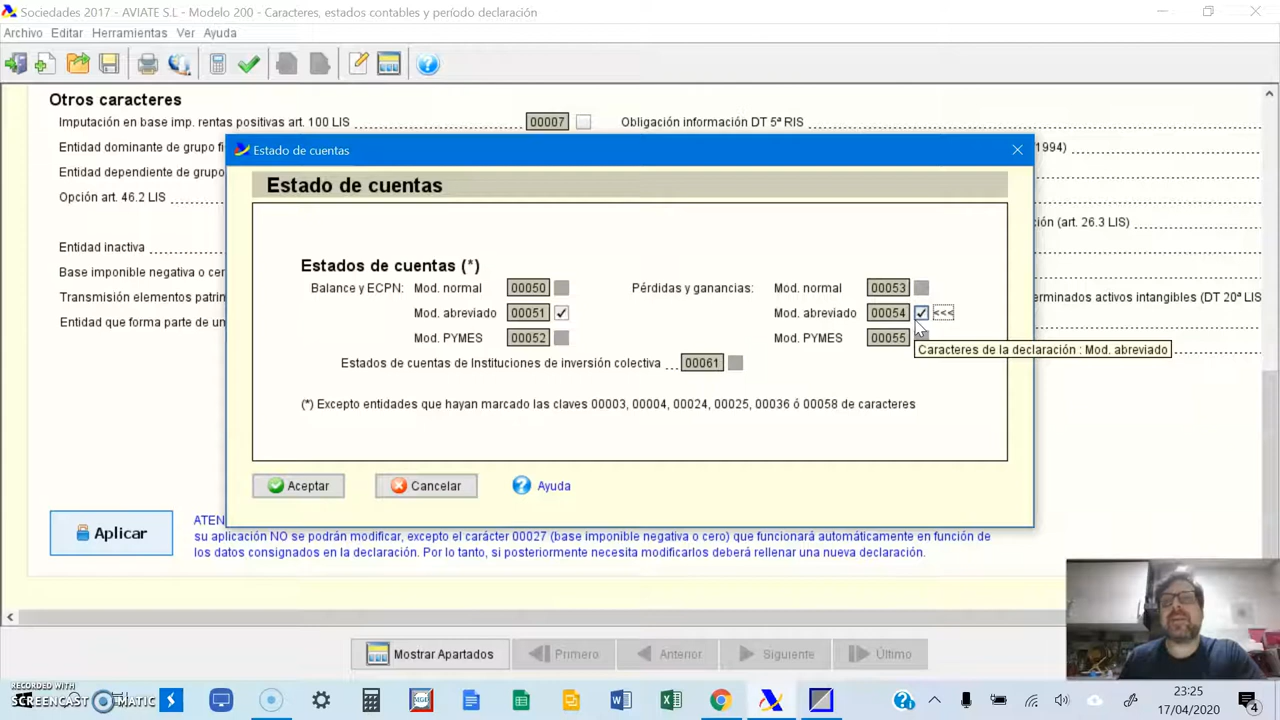 Sociedades 2017 - AVIATE S.L - Modelo 200 - Caracteres, estados contables y período declaración
Archivo Editar Herramientas Ver Ayuda
Otros caracteres
Imputación en base imp. rentas positivas art. 100 LIS 00007 Obligación información DT 5ª RIS
Entidad dominante de grupo fi 1994)
Entidad dependiente de grupo
Opción art. 46.2 LIS ción (art. 26.3 LIS)
Entidad inactiva
Base imponible negativa o cer
Transmisión elementos patrin erminados activos intangibles (DT 20ª LIS
Entidad que forma parte de un
Estado de cuentas
Estado de cuentas
Estados de cuentas (*)
Balance y ECPN: Mod. normal 00050 Pérdidas y ganancias: Mod. normal 00053
Mod. abreviado 00051 Mod. abreviado 00054 <<<
Mod. PYMES 00052 Mod. PYMES 00055
Caracteres de la declaración : Mod. abreviado
Estados de cuentas de Instituciones de inversión colectiva 00061
(*) Excepto entidades que hayan marcado las claves 00003, 00004, 00024, 00025, 00036 ó 00058 de caracteres
Aceptar Cancelar Ayuda
Aplicar
ATEN
su aplicación NO se podrán modificar, excepto el carácter 00027 (base imponible negativa o cero) que funcionará automáticamente en función de
los datos consignados en la declaración. Por lo tanto, si posteriormente necesita modificarlos deberá rellenar una nueva declaración.
Mostrar Apartados Primero Anterior Siguiente Último
RECORDED WITH
SCREENCAST MATIC
23:25
17/04/2020
4